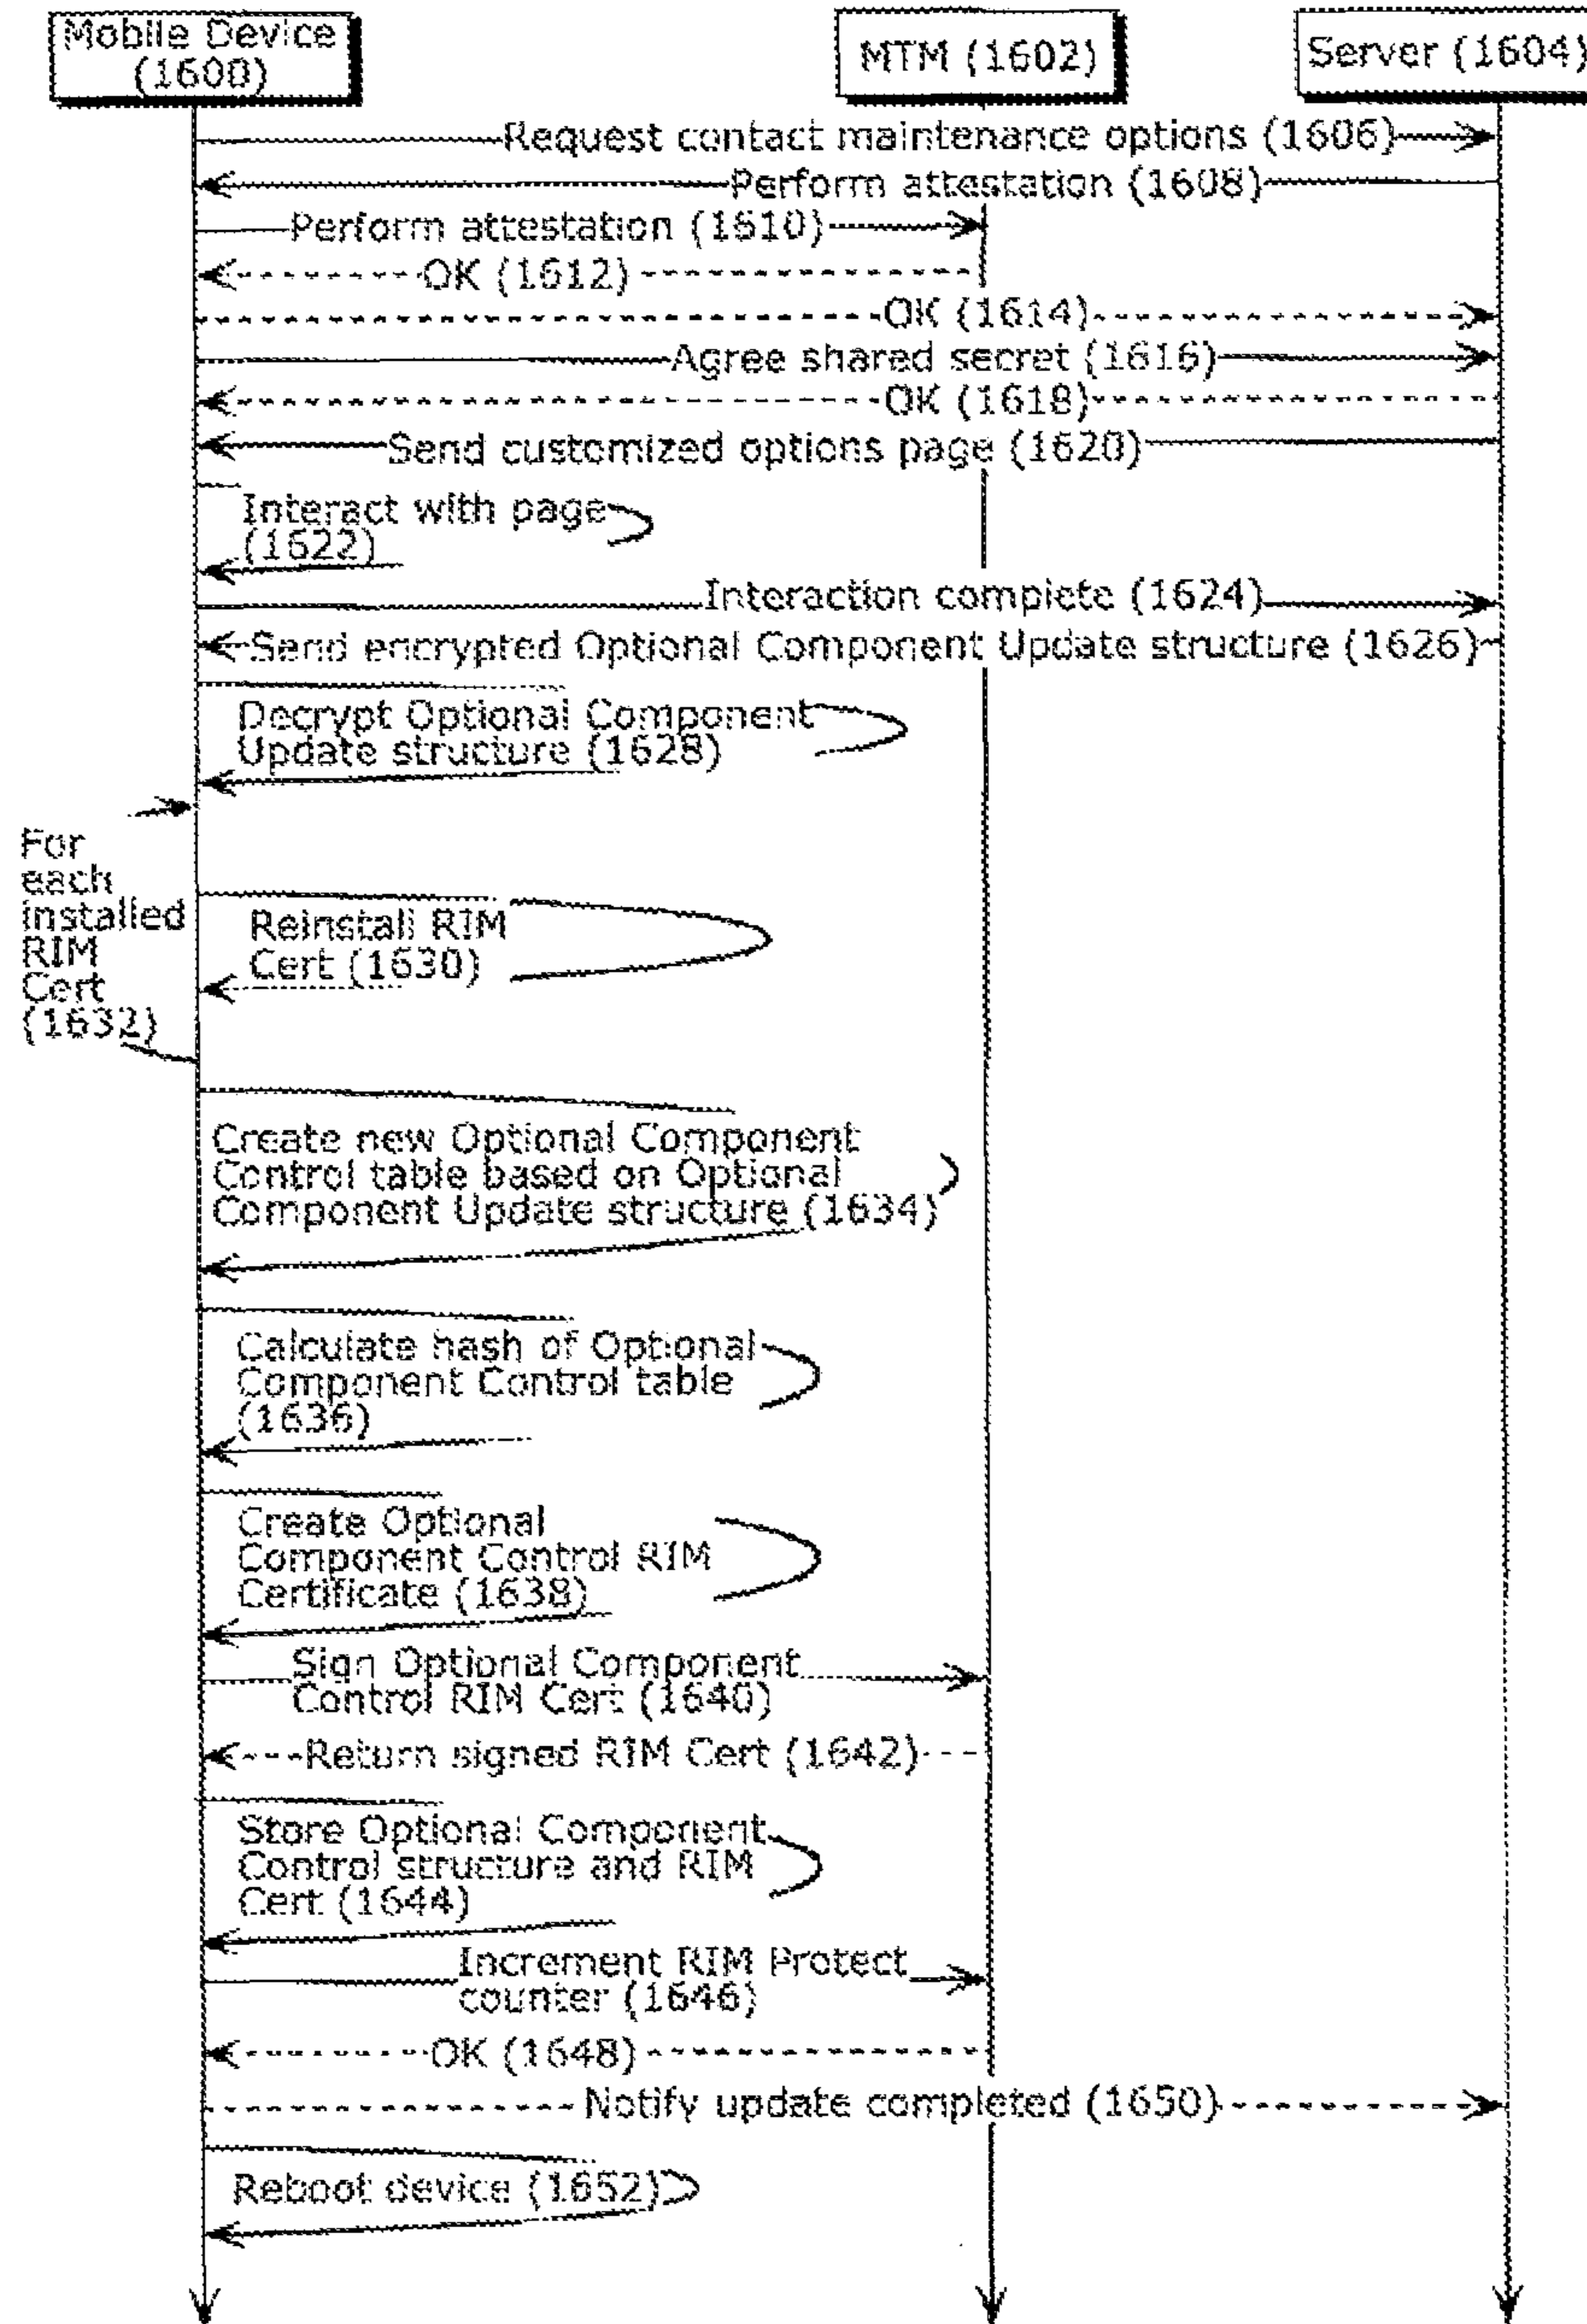 Mobile Device
(1600)
MTM (1602)
Server (1604)
Request contact maintenance options (1606)
Perform attestation (1608)
Perform attestation (1610)
OK (1612)
OK (1614)
Agree shared secret (1616)
OK (1618)
Send customized options page (1620)
Interact with page
(1622)
Interaction complete (1624)
Send encrypted Optional Component Update structure (1626)
Decrypt Optional Component
Update structure (1628)
For
each
installed
RIM
Cert
(1632)
Reinstall RIM
Cert (1630)
Create new Optional Component
Control table based on Optional
Component Update structure (1634)
Calculate hash of Optional
Component Control table
(1636)
Create Optional
Component Control RIM
Certificate (1638)
Sign Optional Component
Control RIM Cert (1640)
Return signed RIM Cert (1642)
Store Optional Component
Control structure and RIM
Cert (1644)
Increment RIM Protect
counter (1646)
OK (1648)
Notify update completed (1650)
Reboot device (1652)